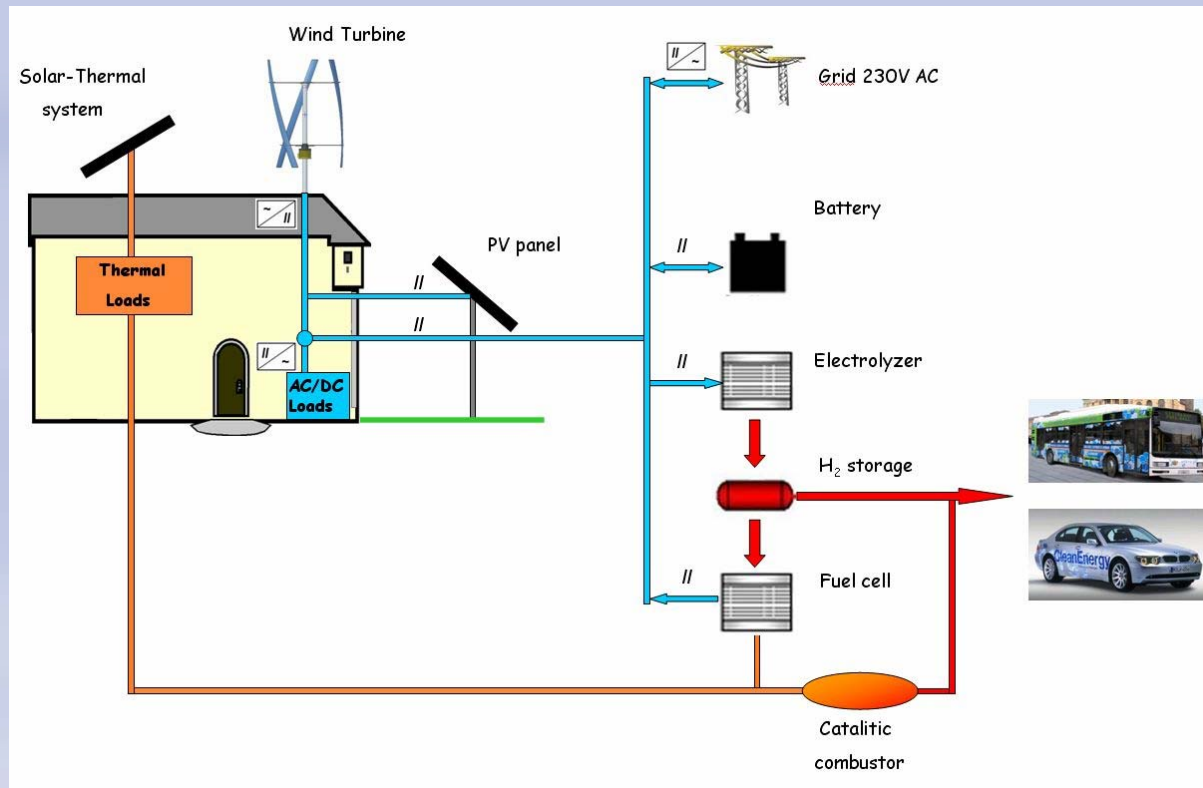 Wind Turbine
Solar-Thermal
system
Grid 230V AC
//
~
Battery
~
//
PV panel
//
Thermal
Loads
//
//
//
~
Electrolyzer
//
AC/DC
Loads
H₂ storage
CleanEnergy
Fuel cell
//
Catalitic
combustor